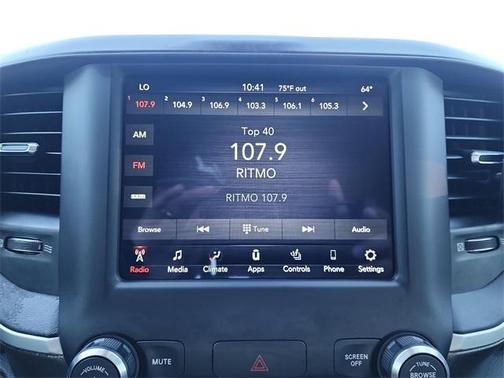 LO 10:41 75°F out 64°
1 107.9 2 104.9 3 106.9 4 103.3 5 106.1 6 105.3
AM
Top 40
107.9
FM
RITMO
RITMO 107.9
Browse Tune Audio
Radio Media Climate Apps Controls Phone Settings
MUTE SCREEN OFF
VOLUME TUNE
BROWSE